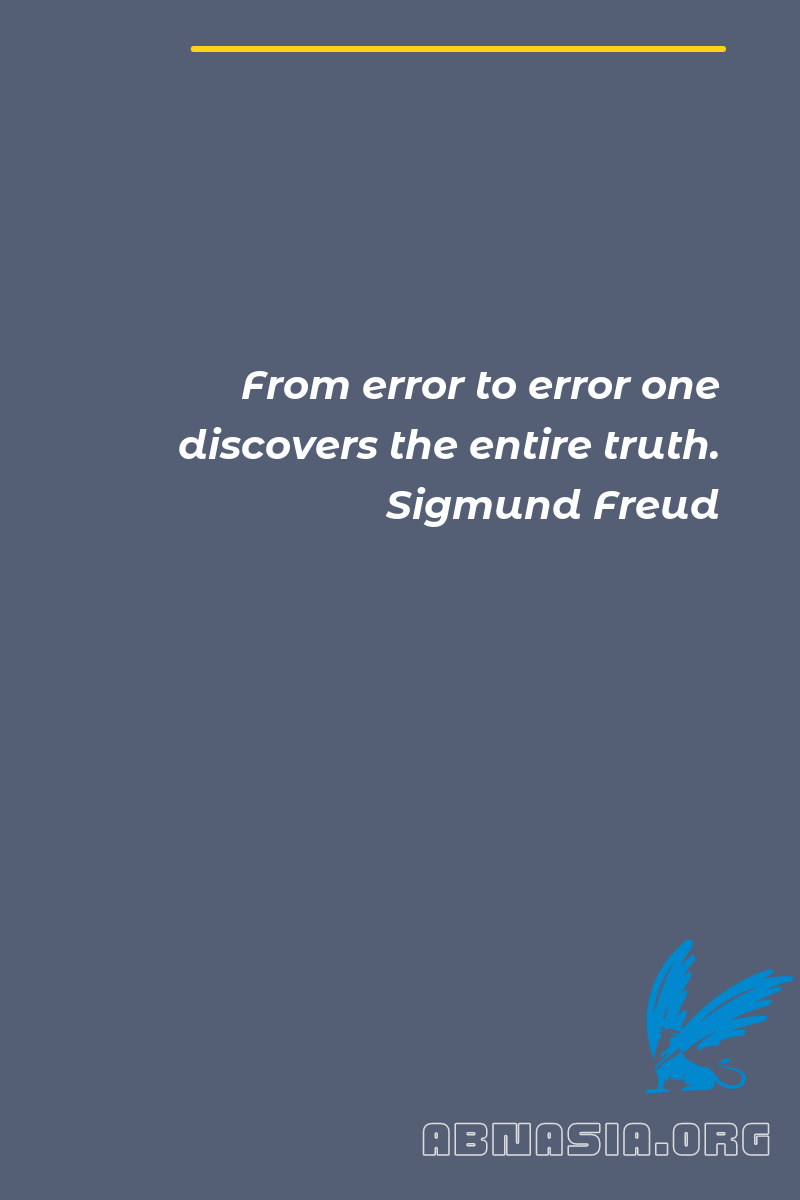 From error to error one
discovers the entire truth.
Sigmund Freud
ABNASIA.ORG